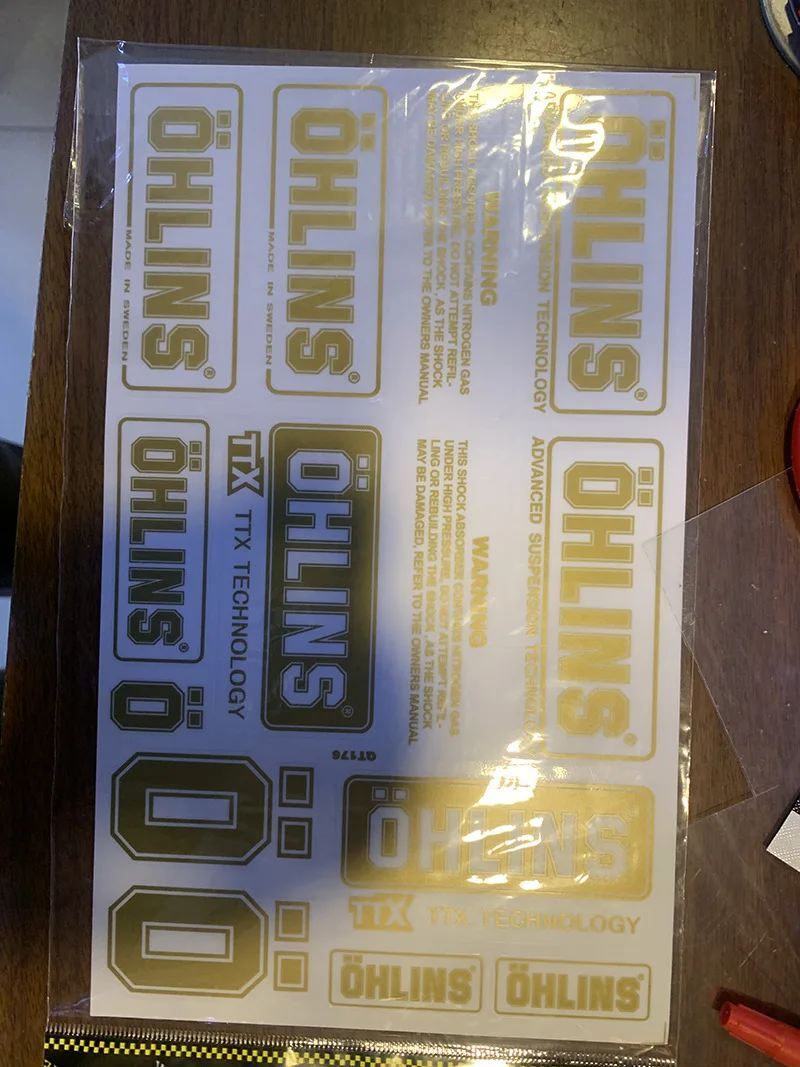 ÖHLINS®
MADE IN SWEDEN
ÖHLINS®
MADE IN SWEDEN
WARNING
THIS SHOCK ABSORBER CONTAINS NITROGEN GAS
UNDER HIGH PRESSURE, DO NOT ATTEMPT REFIL-
LING OR REBUILDING THE SHOCK, AS THE SHOCK
MAY BE DAMAGED, REFER TO THE OWNERS MANUAL
ÖHLINS®
SUSPENSION TECHNOLOGY
ÖHLINS®
Ö
ÖHLINS®
TTX TTX TECHNOLOGY
WARNING
THIS SHOCK ABSORBER CONTAINS NITROGEN GAS
UNDER HIGH PRESSURE, DO NOT ATTEMPT REFIL-
LING OR REBUILDING THE SHOCK, AS THE SHOCK
MAY BE DAMAGED, REFER TO THE OWNERS MANUAL
ÖHLINS®
ADVANCED SUSPENSION TECHNOLOGY
QT176
Ö
Ö
ÖHLINS
TTX TTX TECHNOLOGY
ÖHLINS®
ÖHLINS®